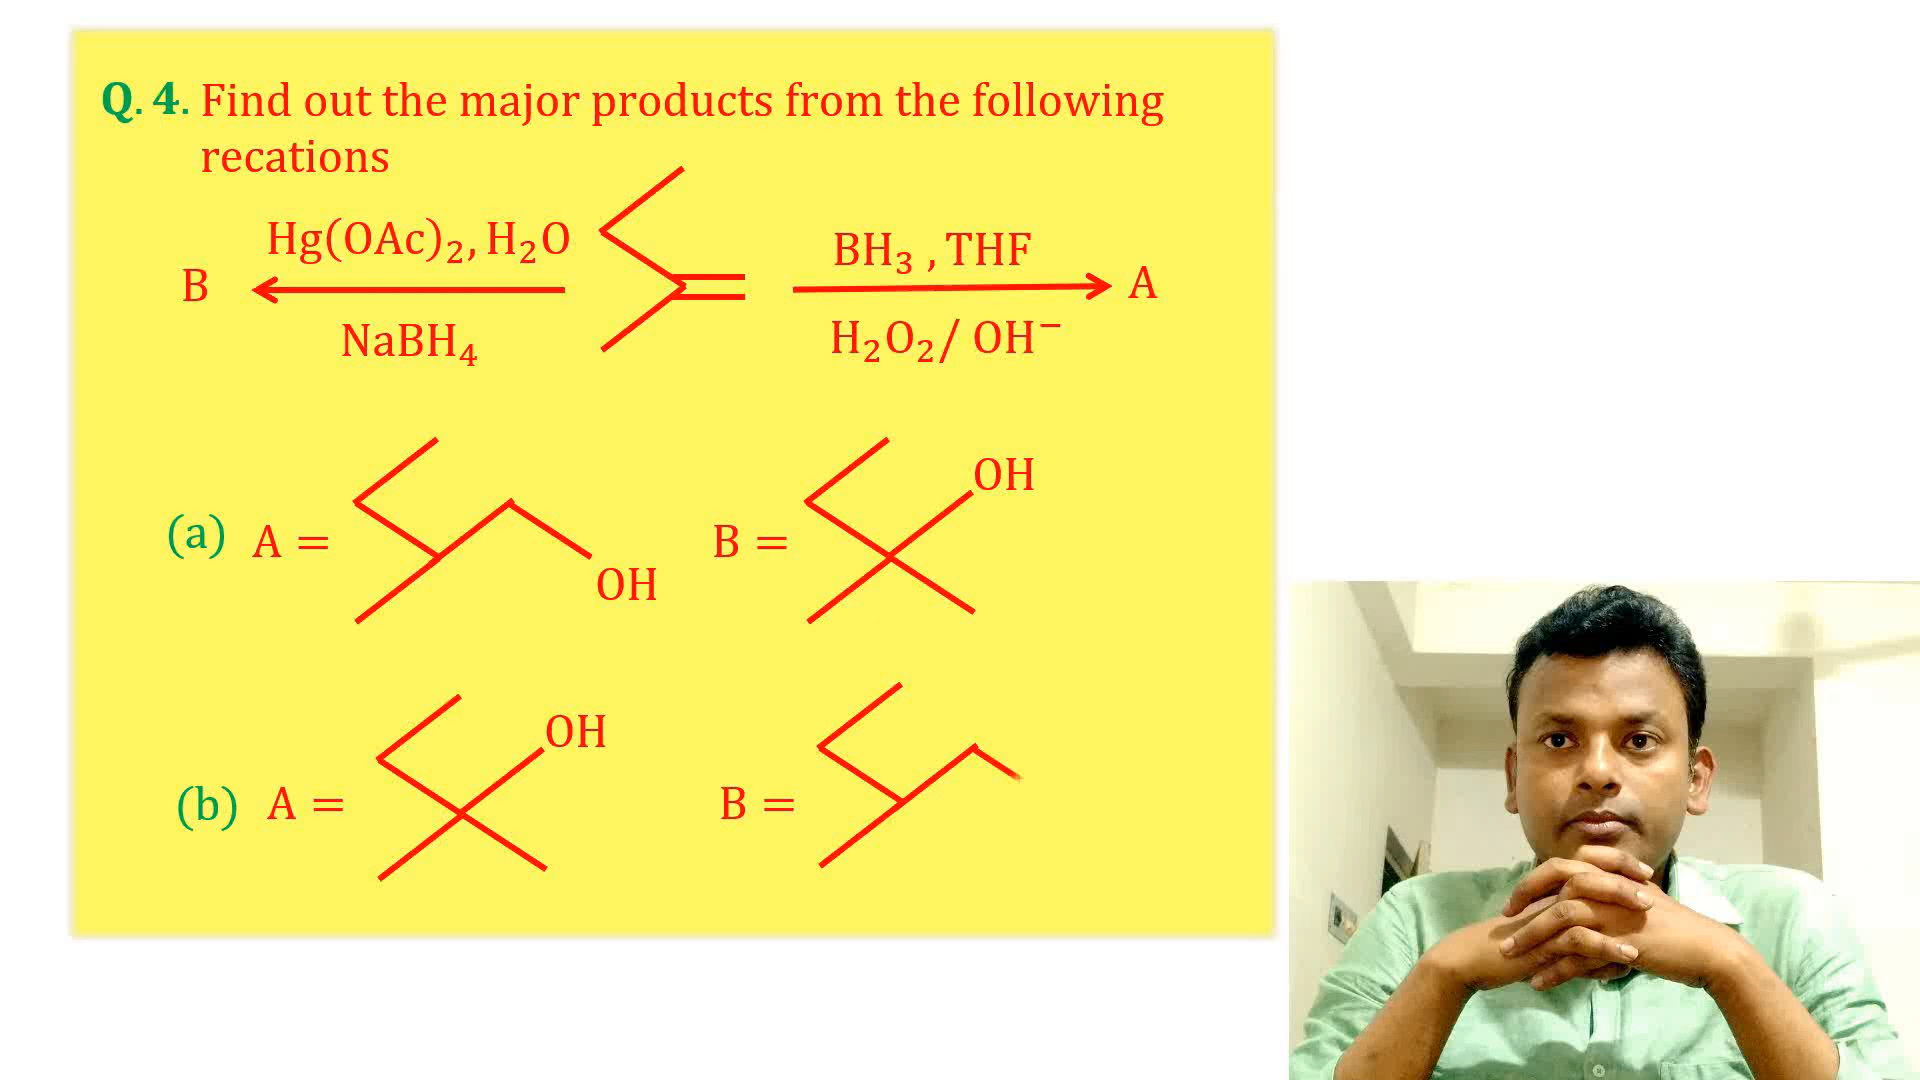 Q. 4. Find out the major products from the following
recations
Hg(OAc)₂, H₂O
BH₃ , THF
B
A
NaBH₄
H₂O₂/ OH⁻
OH
(a) A =
B =
OH
OH
(b) A =
B =